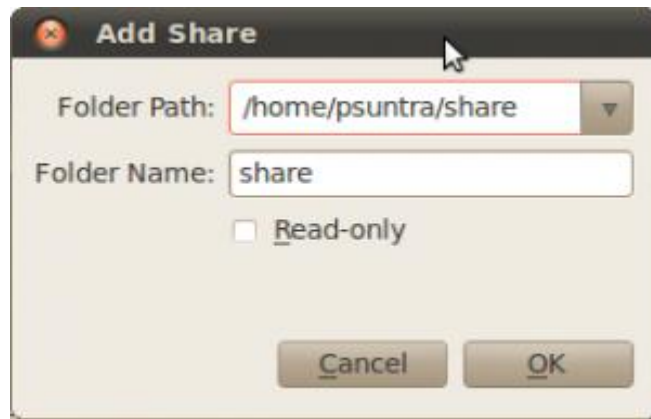 Add Share
Folder Path: /home/psuntra/share
Folder Name: share
Read-only
Cancel OK